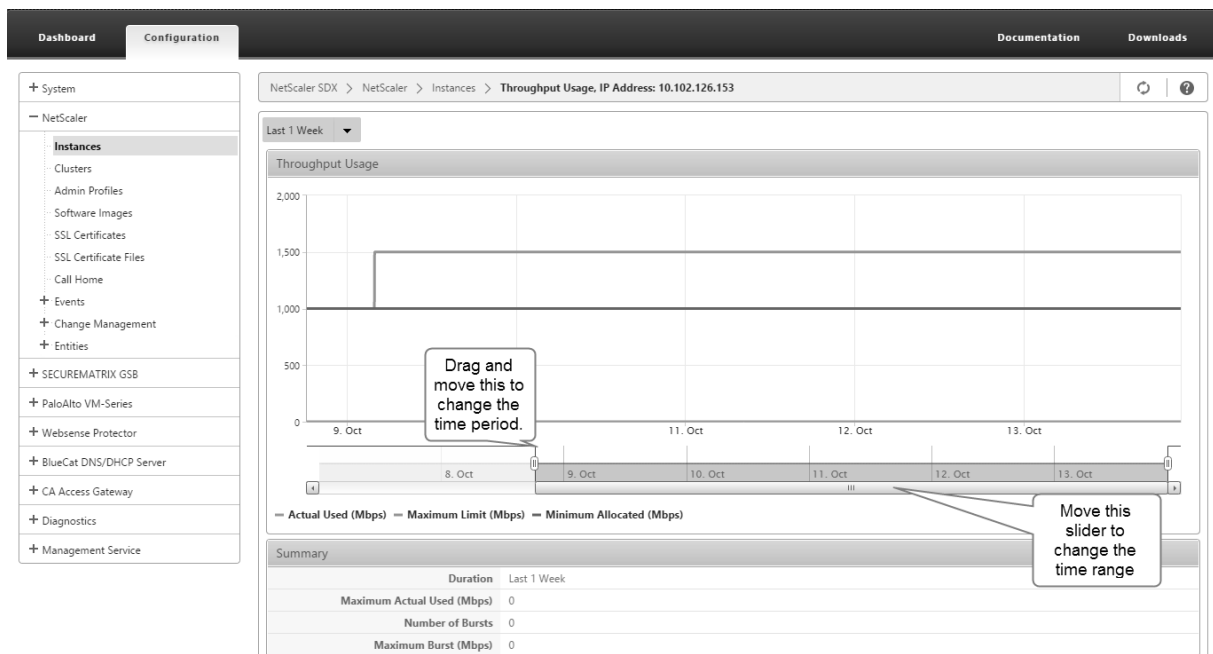 Dashboard Configuration Documentation Downloads
+ System
− NetScaler
Instances
Clusters
Admin Profiles
Software Images
SSL Certificates
SSL Certificate Files
Call Home
+ Events
+ Change Management
+ Entities
+ SECUREMATRIX GSB
+ PaloAlto VM-Series
+ Websense Protector
+ BlueCat DNS/DHCP Server
+ CA Access Gateway
+ Diagnostics
+ Management Service
NetScaler SDX > NetScaler > Instances > Throughput Usage, IP Address: 10.102.126.153
Last 1 Week
Throughput Usage
2,000
1,500
1,000
500
0
Drag and
move this to
change the
time period.
9. Oct 11. Oct 12. Oct 13. Oct
8. Oct 9. Oct 10. Oct 11. Oct 12. Oct 13. Oct
Actual Used (Mbps) Maximum Limit (Mbps) Minimum Allocated (Mbps)
Move this
slider to
change the
time range
Summary
Duration Last 1 Week
Maximum Actual Used (Mbps) 0
Number of Bursts 0
Maximum Burst (Mbps) 0